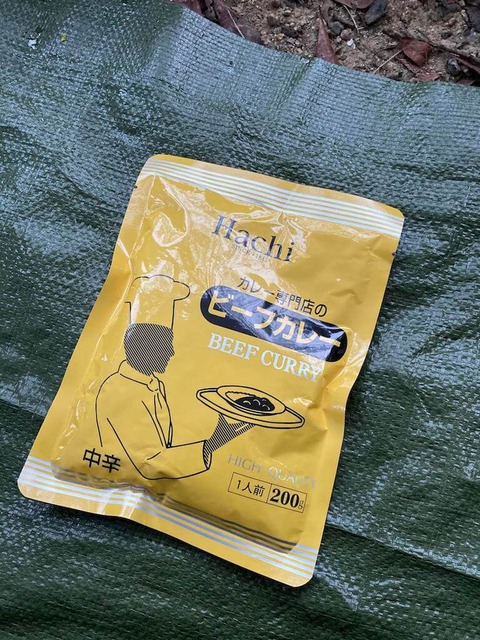 Hachi
カレー専門店の
ビーフカレー
BEEF CURRY
中辛
HIGH QUALITY
1人前 200g